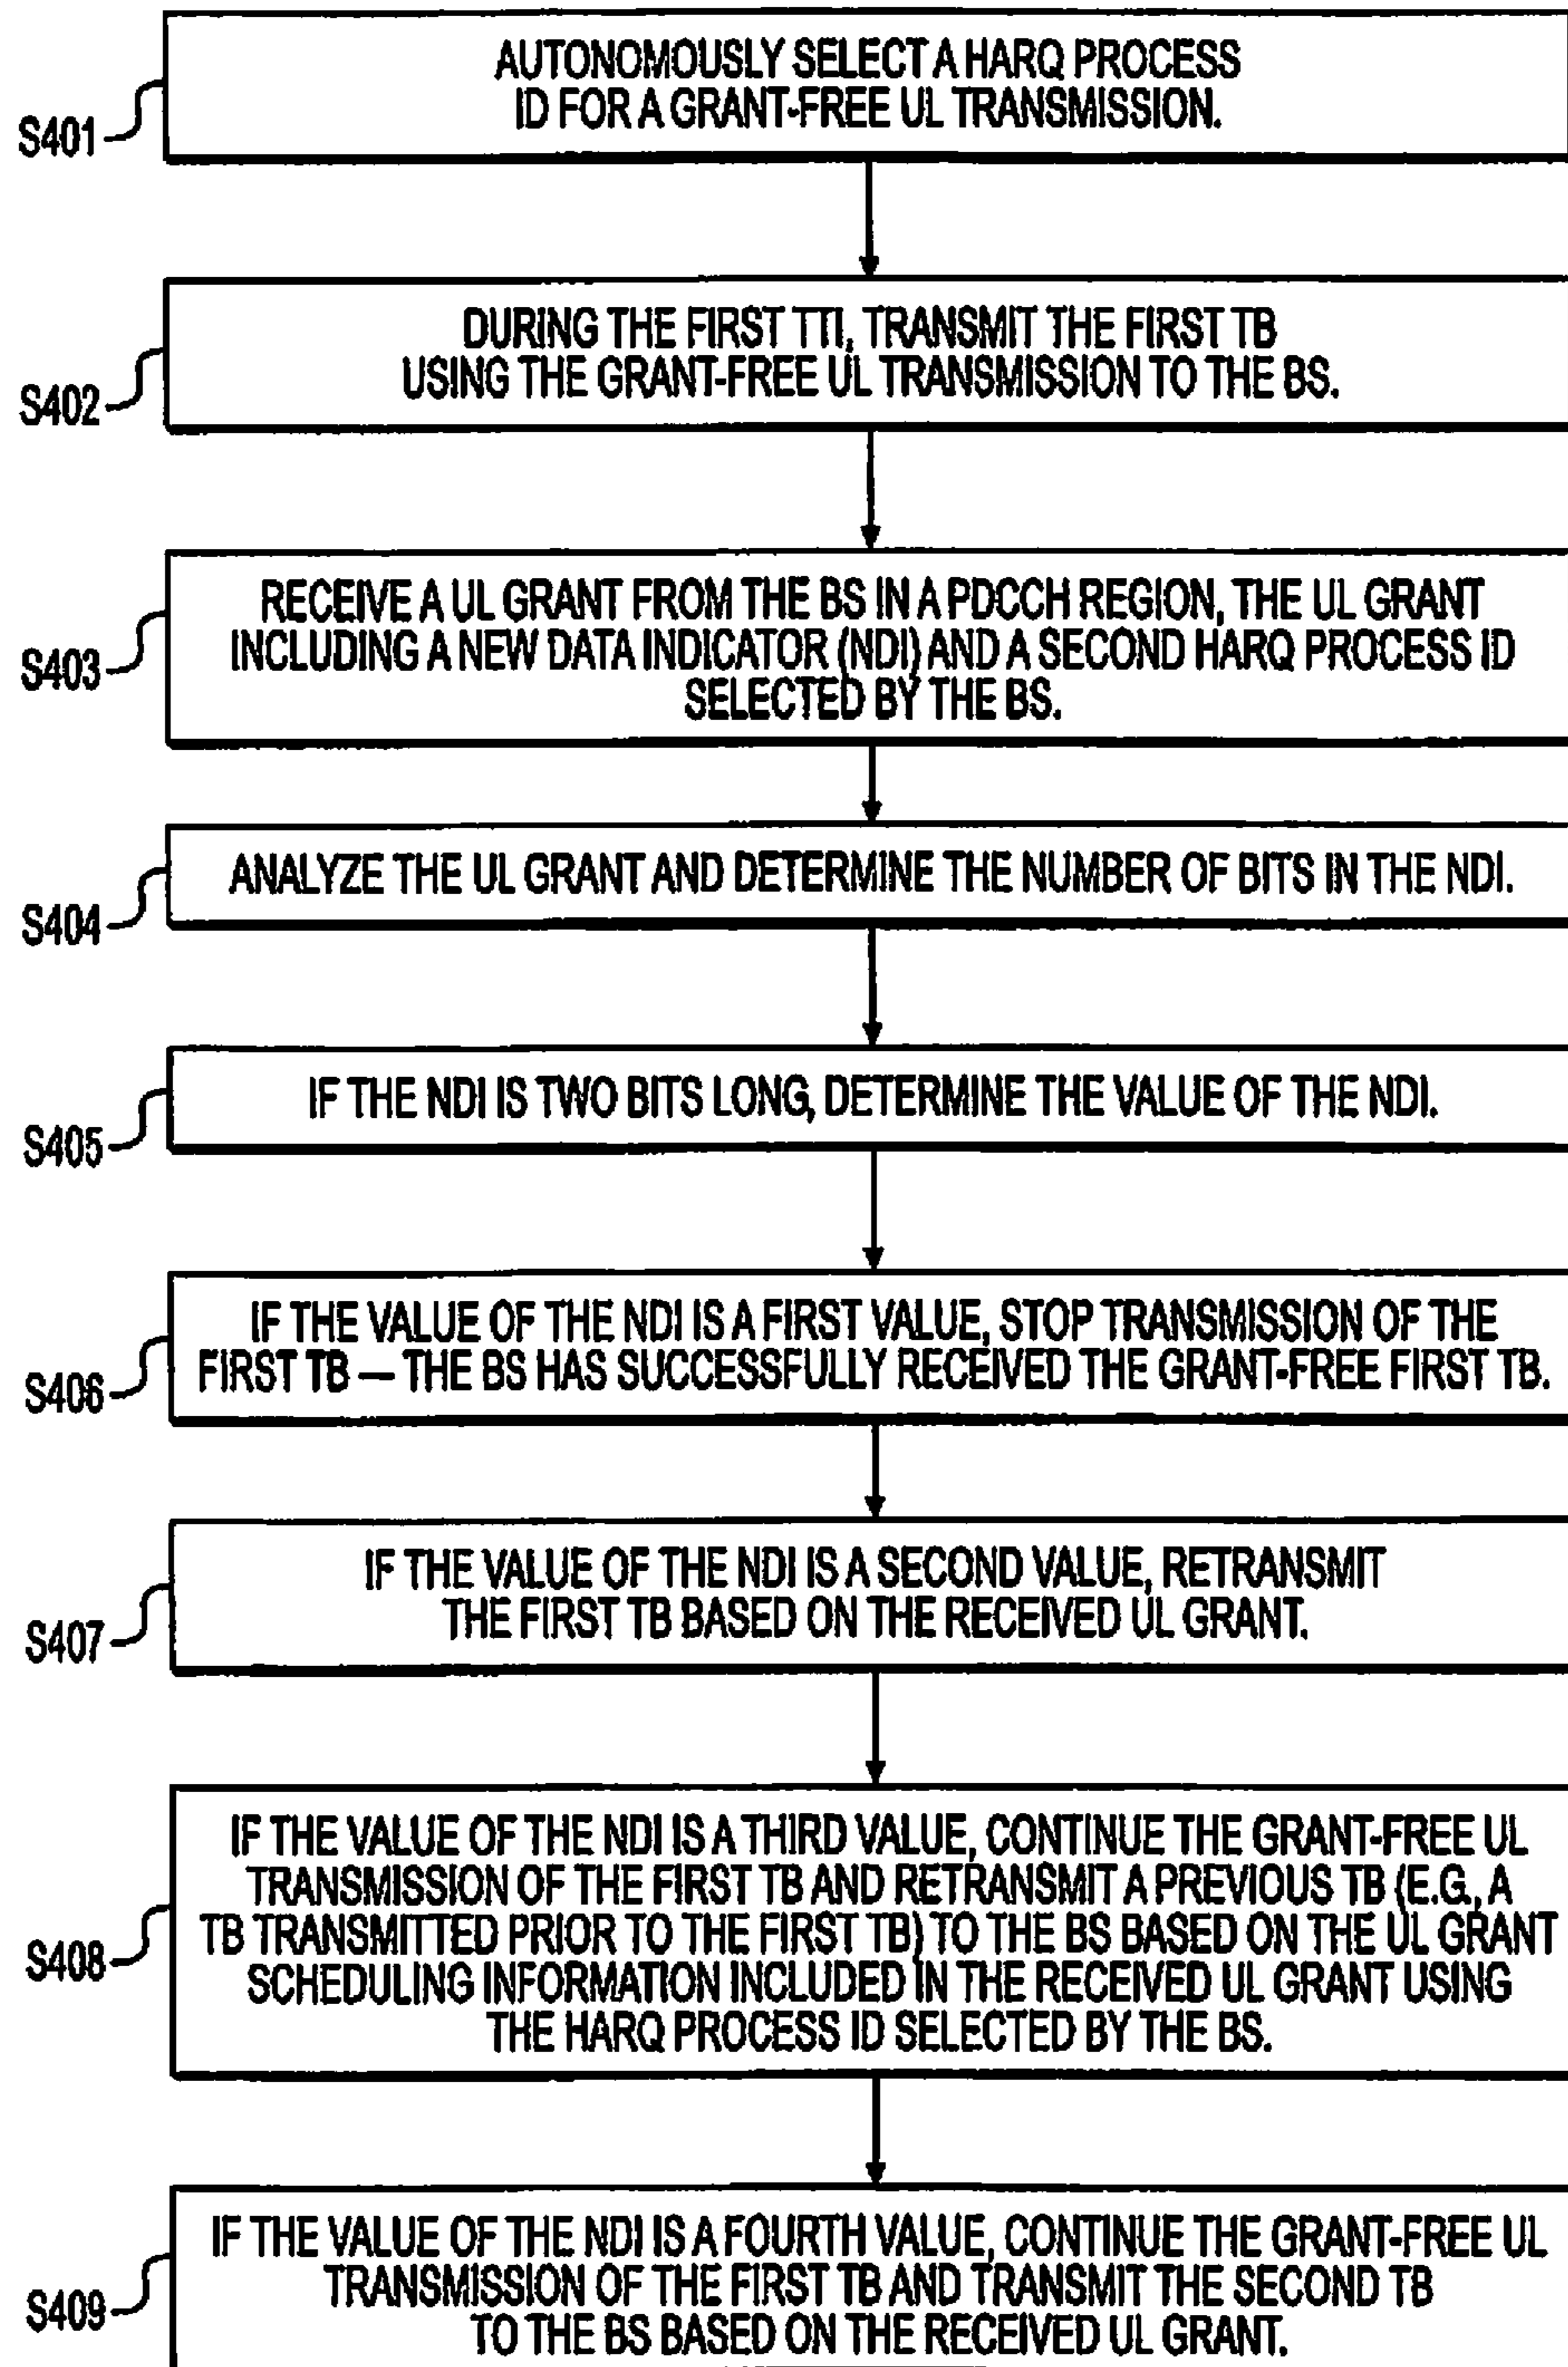 AUTONOMOUSLY SELECT A HARQ PROCESS
ID FOR A GRANT-FREE UL TRANSMISSION.
S401
DURING THE FIRST TTI, TRANSMIT THE FIRST TB
USING THE GRANT-FREE UL TRANSMISSION TO THE BS.
S402
RECEIVE A UL GRANT FROM THE BS IN A PDCCH REGION, THE UL GRANT
INCLUDING A NEW DATA INDICATOR (NDI) AND A SECOND HARQ PROCESS ID
SELECTED BY THE BS.
S403
ANALYZE THE UL GRANT AND DETERMINE THE NUMBER OF BITS IN THE NDI.
S404
IF THE NDI IS TWO BITS LONG, DETERMINE THE VALUE OF THE NDI.
S405
IF THE VALUE OF THE NDI IS A FIRST VALUE, STOP TRANSMISSION OF THE
FIRST TB — THE BS HAS SUCCESSFULLY RECEIVED THE GRANT-FREE FIRST TB.
S406
IF THE VALUE OF THE NDI IS A SECOND VALUE, RETRANSMIT
THE FIRST TB BASED ON THE RECEIVED UL GRANT.
S407
IF THE VALUE OF THE NDI IS A THIRD VALUE, CONTINUE THE GRANT-FREE UL
TRANSMISSION OF THE FIRST TB AND RETRANSMIT A PREVIOUS TB (E.G., A
TB TRANSMITTED PRIOR TO THE FIRST TB) TO THE BS BASED ON THE UL GRANT
SCHEDULING INFORMATION INCLUDED IN THE RECEIVED UL GRANT USING
THE HARQ PROCESS ID SELECTED BY THE BS.
S408
IF THE VALUE OF THE NDI IS A FOURTH VALUE, CONTINUE THE GRANT-FREE UL
TRANSMISSION OF THE FIRST TB AND TRANSMIT THE SECOND TB
TO THE BS BASED ON THE RECEIVED UL GRANT.
S409